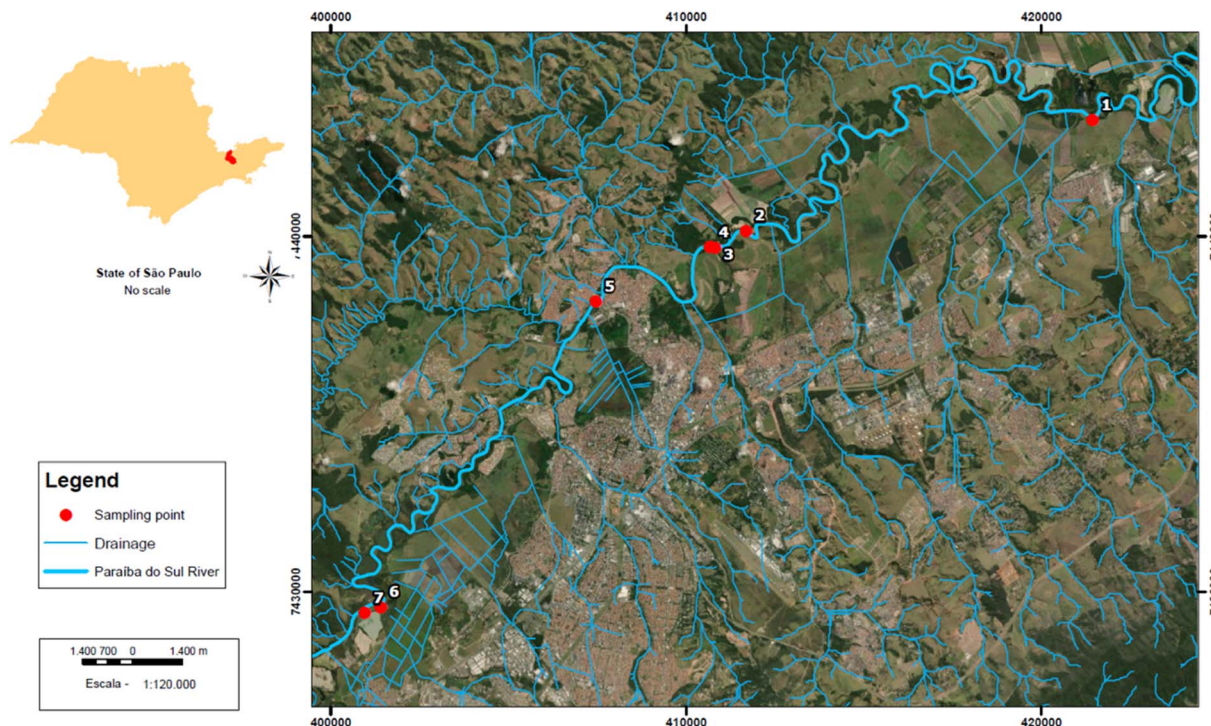 400000 410000 420000
1
2
4
3
5
6
7
7440000
7430000
State of São Paulo
No scale
Legend
Sampling point
Drainage
Paraíba do Sul River
1.400 700 0 1.400 m
Escala - 1:120.000
400000 410000 420000